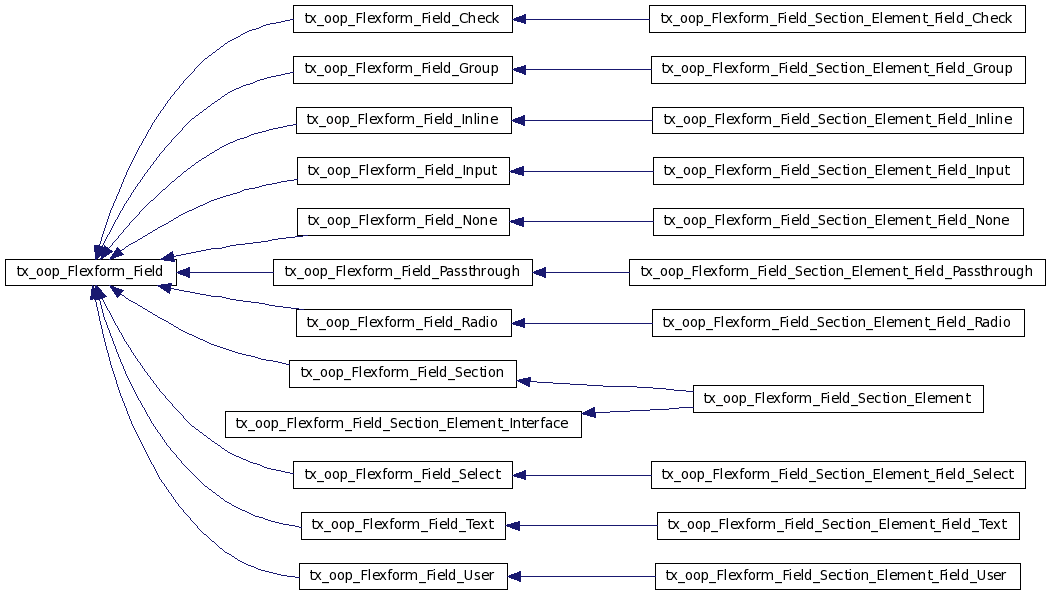 tx_oop_Flexform_Field_Check
tx_oop_Flexform_Field_Section_Element_Field_Check
tx_oop_Flexform_Field_Group
tx_oop_Flexform_Field_Section_Element_Field_Group
tx_oop_Flexform_Field_Inline
tx_oop_Flexform_Field_Section_Element_Field_Inline
tx_oop_Flexform_Field_Input
tx_oop_Flexform_Field_Section_Element_Field_Input
tx_oop_Flexform_Field_None
tx_oop_Flexform_Field_Section_Element_Field_None
tx_oop_Flexform_Field
tx_oop_Flexform_Field_Passthrough
tx_oop_Flexform_Field_Section_Element_Field_Passthrough
tx_oop_Flexform_Field_Radio
tx_oop_Flexform_Field_Section_Element_Field_Radio
tx_oop_Flexform_Field_Section
tx_oop_Flexform_Field_Section_Element
tx_oop_Flexform_Field_Section_Element_Interface
tx_oop_Flexform_Field_Select
tx_oop_Flexform_Field_Section_Element_Field_Select
tx_oop_Flexform_Field_Text
tx_oop_Flexform_Field_Section_Element_Field_Text
tx_oop_Flexform_Field_User
tx_oop_Flexform_Field_Section_Element_Field_User